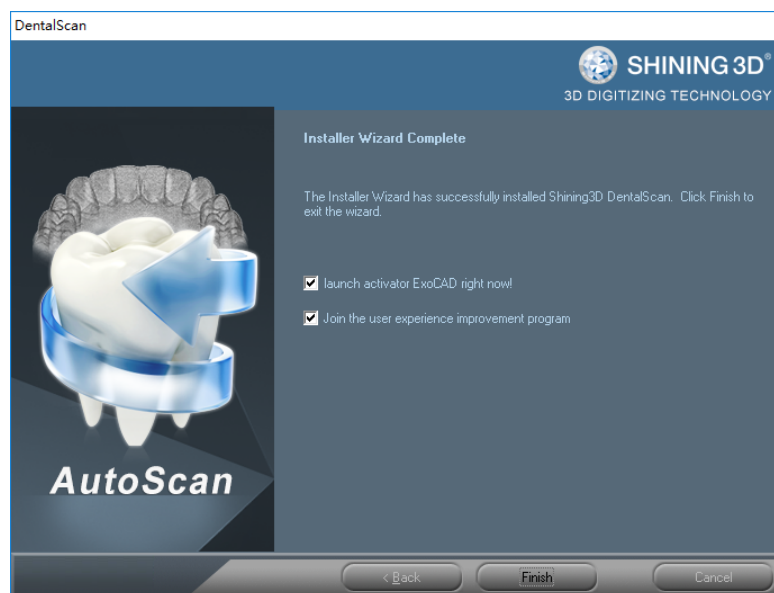 DentalScan
SHINING 3D®
3D DIGITIZING TECHNOLOGY
Installer Wizard Complete
The Installer Wizard has successfully installed Shining3D DentalScan. Click Finish to
exit the wizard.
launch activator ExoCAD right now!
Join the user experience improvement program
AutoScan
< Back
Finish
Cancel